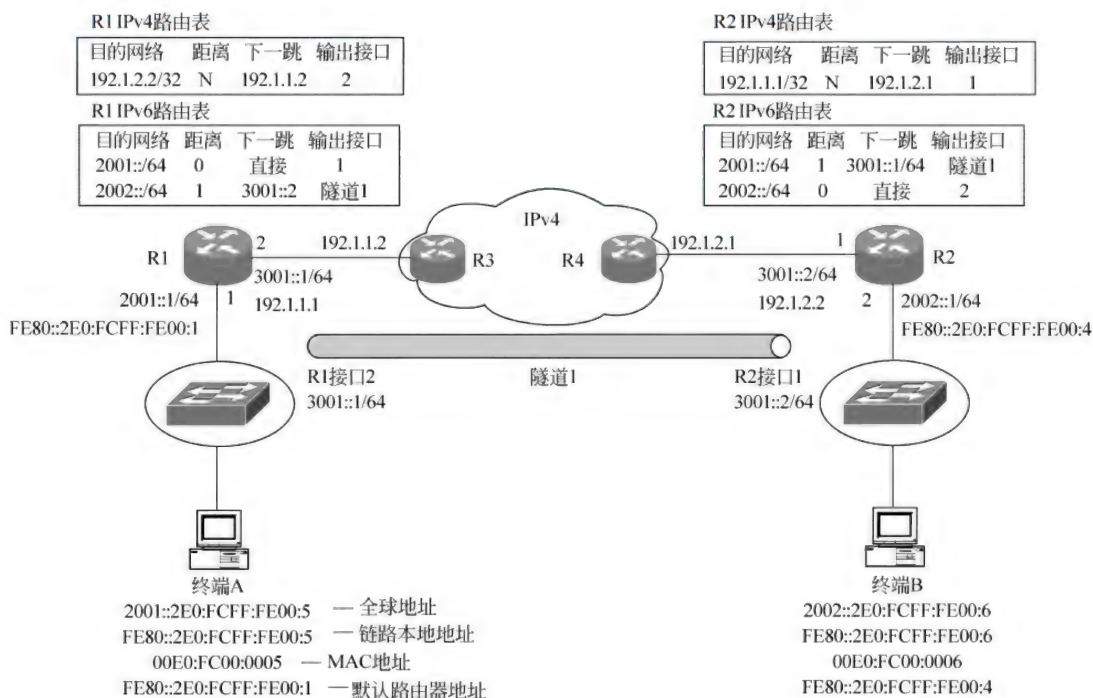 R1 IPv4路由表
目的网络 距离 下一跳 输出接口
192.1.2.2/32 N 192.1.1.2 2
R1 IPv6路由表
目的网络 距离 下一跳 输出接口
2001::/64 0 直接 1
2002::/64 1 3001::2 隧道1
R2 IPv4路由表
目的网络 距离 下一跳 输出接口
192.1.1.1/32 N 192.1.2.1 1
R2 IPv6路由表
目的网络 距离 下一跳 输出接口
2001::/64 1 3001::1/64 隧道1
2002::/64 0 直接 2
IPv4
R1
2
192.1.1.2
R3
R4
192.1.2.1
1
R2
3001::1/64
3001::2/64
2001::1/64
1
192.1.1.1
192.1.2.2
2
2002::1/64
FE80::2E0:FCFF:FE00:1
FE80::2E0:FCFF:FE00:4
R1接口2
隧道1
R2接口1
3001::1/64
3001::2/64
终端A
2001::2E0:FCFF:FE00:5 — 全球地址
FE80::2E0:FCFF:FE00:5 — 链路本地地址
00E0:FC00:0005 — MAC地址
FE80::2E0:FCFF:FE00:1 — 默认路由器地址
终端B
2002::2E0:FCFF:FE00:6
FE80::2E0:FCFF:FE00:6
00E0:FC00:0006
FE80::2E0:FCFF:FE00:4